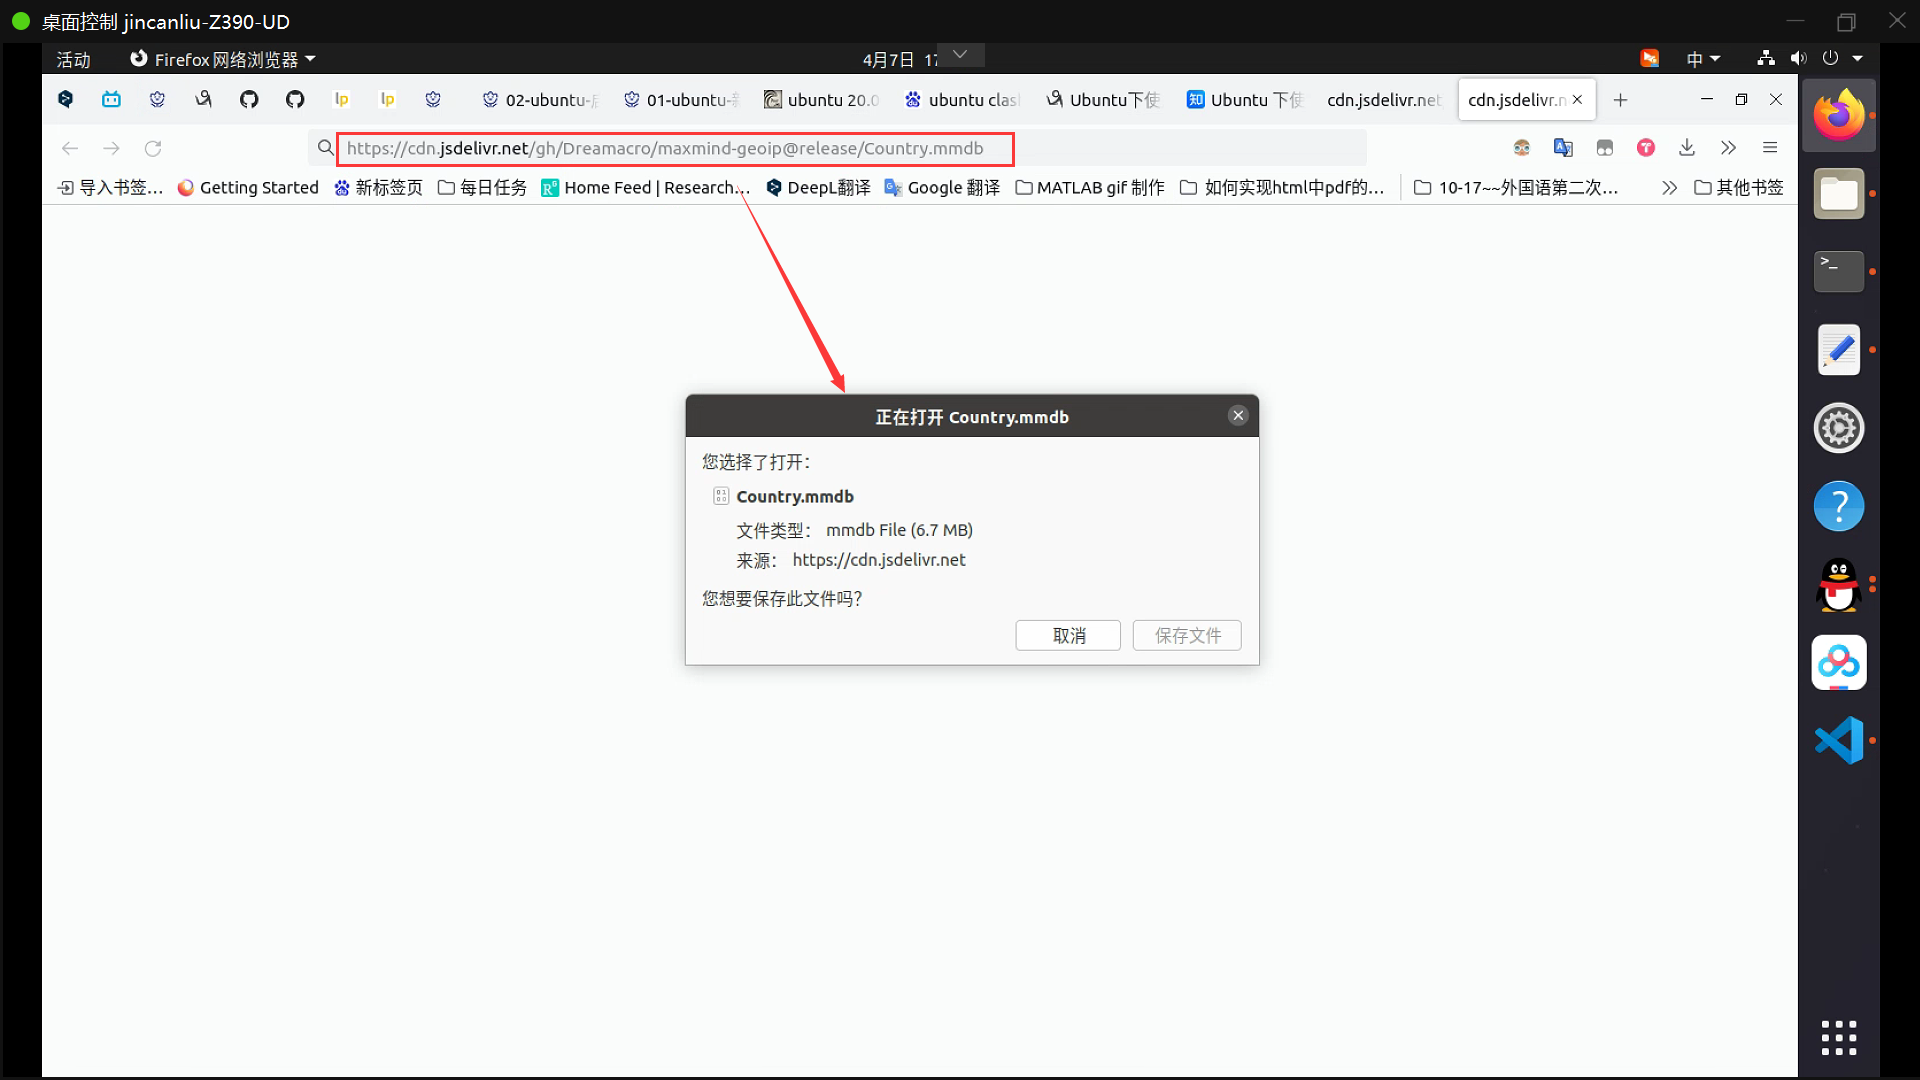 桌面控制 jincanliu-Z390-UD
活动
Firefox 网络浏览器
4月7日 17
中
lp
lp
02-ubuntu-
01-ubuntu-
ubuntu 20.0
ubuntu clas
Ubuntu下使
知 Ubuntu 下使
cdn.jsdelivr.net
cdn.jsdelivr.n
https://cdn.jsdelivr.net/gh/Dreamacro/maxmind-geoip@release/Country.mmdb
导入书签...
Getting Started
新标签页
每日任务
Home Feed | Research...
DeepL翻译
Google 翻译
MATLAB gif 制作
如何实现html中pdf的...
10-17~~外国语第二次...
其他书签
正在打开 Country.mmdb
您选择了打开：
Country.mmdb
文件类型： mmdb File (6.7 MB)
来源： https://cdn.jsdelivr.net
您想要保存此文件吗？
取消
保存文件